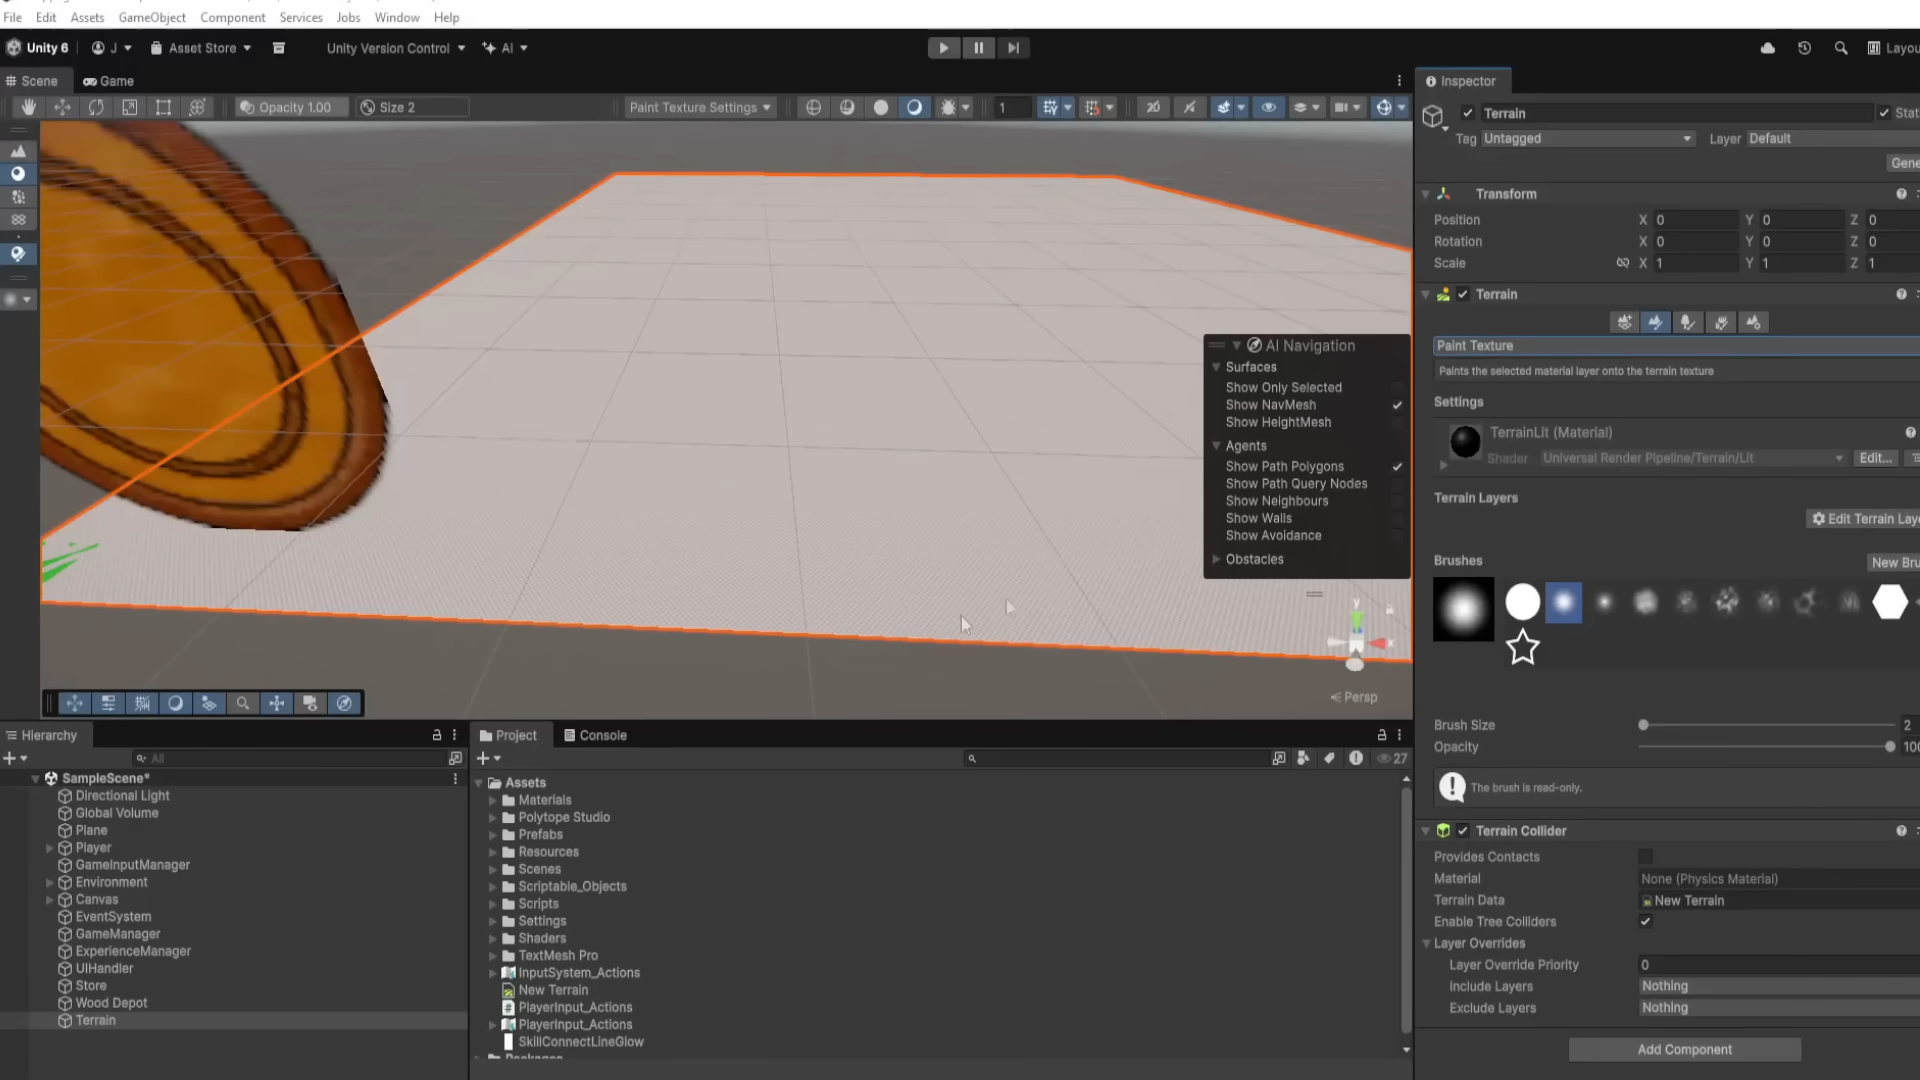 File Edit Assets GameObject Component Services Jobs Window Help
Unity 6 J Asset Store Unity Version Control AI
Scene Game
Opacity 1.00 Size 2 Paint Texture Settings 1 2D
AI Navigation
Surfaces
Show Only Selected
Show NavMesh
Show HeightMesh
Agents
Show Path Polygons
Show Path Query Nodes
Show Neighbours
Show Walls
Show Avoidance
Obstacles
y
x
Persp
Hierarchy
All
SampleScene*
Directional Light
Global Volume
Plane
Player
GameInputManager
Environment
Canvas
EventSystem
GameManager
ExperienceManager
UIHandler
Store
Wood Depot
Terrain
Project Console
27
Assets
Materials
Polytope Studio
Prefabs
Resources
Scenes
Scriptable_Objects
Scripts
Settings
Shaders
TextMesh Pro
InputSystem_Actions
New Terrain
PlayerInput_Actions
PlayerInput_Actions
SkillConnectLineGlow
Layou
Inspector
Terrain Stat
Tag Untagged Layer Default
Gene
Transform
Position X 0 Y 0 Z 0
Rotation X 0 Y 0 Z 0
Scale X 1 Y 1 Z 1
Terrain
Paint Texture
Paints the selected material layer onto the terrain texture
Settings
TerrainLit (Material)
Shader Universal Render Pipeline/Terrain/Lit Edit...
Terrain Layers
Edit Terrain Laye
Brushes New Bru
Brush Size 2
Opacity 100
The brush is read-only.
Terrain Collider
Provides Contacts
Material None (Physics Material)
Terrain Data New Terrain
Enable Tree Colliders
Layer Overrides
Layer Override Priority 0
Include Layers Nothing
Exclude Layers Nothing
Add Component